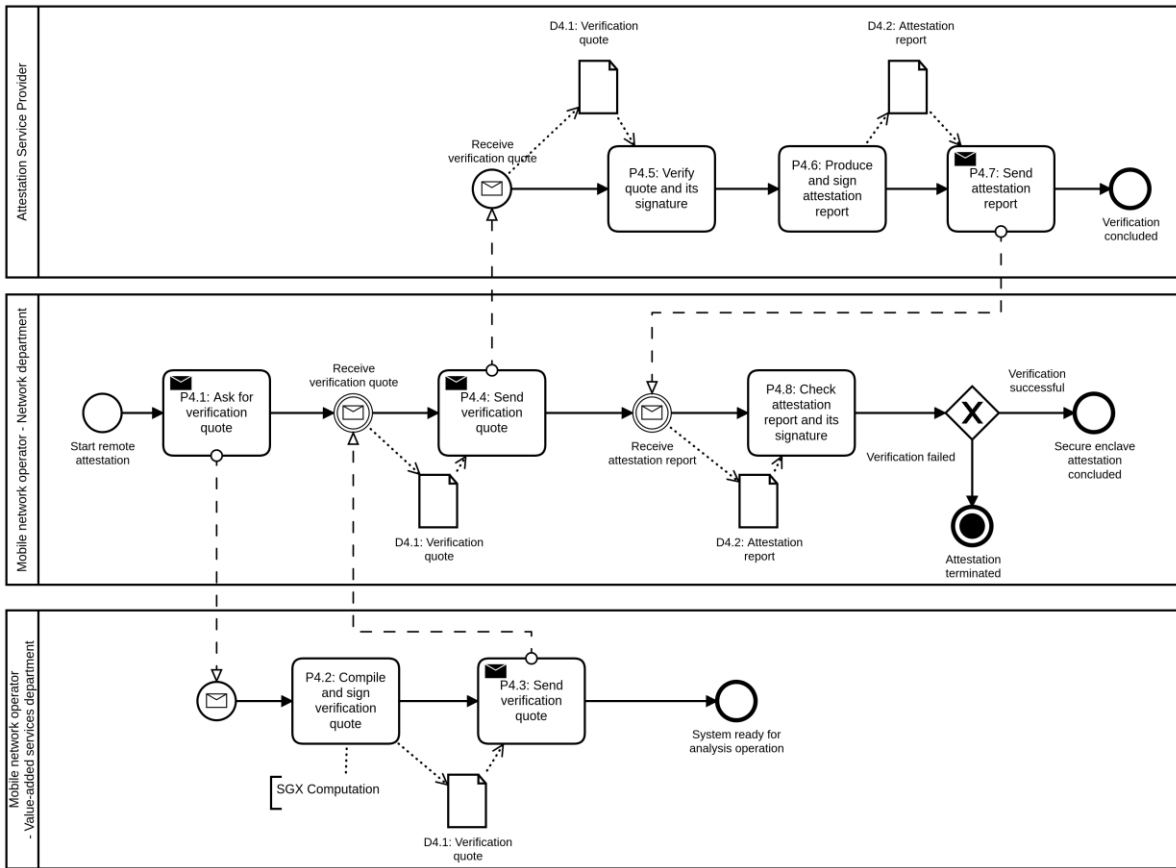 Attestation Service Provider
D4.1: Verification
quote
D4.2: Attestation
report
Receive
verification quote
P4.5: Verify
quote and its
signature
P4.6: Produce
and sign
attestation
report
P4.7: Send
attestation
report
Verification
concluded
Mobile network operator - Network department
Start remote
attestation
P4.1: Ask for
verification
quote
Receive
verification quote
P4.4: Send
verification
quote
D4.1: Verification
quote
Receive
attestation report
P4.8: Check
attestation
report and its
signature
D4.2: Attestation
report
Verification
successful
Verification failed
Secure enclave
attestation
concluded
X
Attestation
terminated
Mobile network operator
- Value-added services department
P4.2: Compile
and sign
verification
quote
SGX Computation
P4.3: Send
verification
quote
D4.1: Verification
quote
System ready for
analysis operation